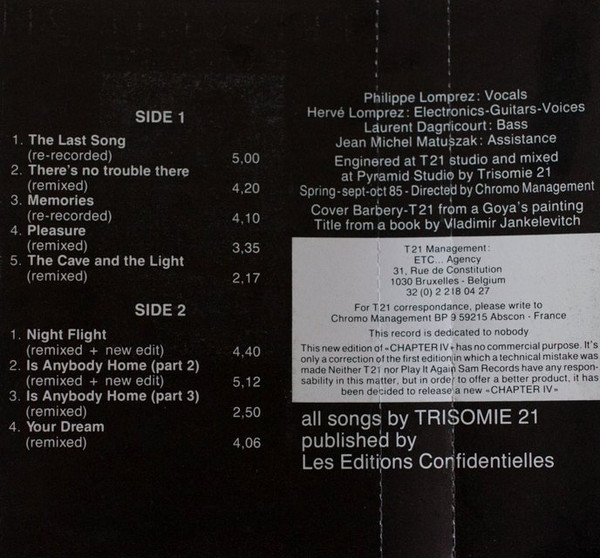 SIDE 1
1. The Last Song
(re-recorded) 5,00
2. There's no trouble there
(remixed) 4,20
3. Memories
(re-recorded) 4,10
4. Pleasure
(remixed) 3,35
5. The Cave and the Light
(remixed) 2,17
SIDE 2
1. Night Flight
(remixed + new edit) 4,40
2. Is Anybody Home (part 2)
(remixed + new edit) 5,12
3. Is Anybody Home (part 3)
(remixed) 2,50
4. Your Dream
(remixed) 4,06
Philippe Lomprez: Vocals
Hervé Lomprez: Electronics-Guitars-Voices
Laurent Dagnicourt: Bass
Jean Michel Matuszak: Assistance
Enginered at T21 studio and mixed
at Pyramid Studio by Trisomie 21
Spring-sept-oct 85 - Directed by Chromo Management
Cover Barbery-T21 from a Goya's painting
Title from a book by Vladimir Jankelevitch
T21 Management:
ETC... Agency
31, Rue de Constitution
1030 Bruxelles - Belgium
32 (0) 2 218 04 27
For T21 correspondance, please write to
Chromo Management BP 9 59215 Abscon - France
This record is dedicated to nobody
This new edition of «CHAPTER IV» has no commercial purpose. It's
only a correction of the first edition in which a technical mistake was
made Neither T21 nor Play It Again Sam Records have any respon-
sability in this matter, but in order to offer a better product, it has
been decided to release a new «CHAPTER IV»
all songs by TRISOMIE 21
published by
Les Editions Confidentielles